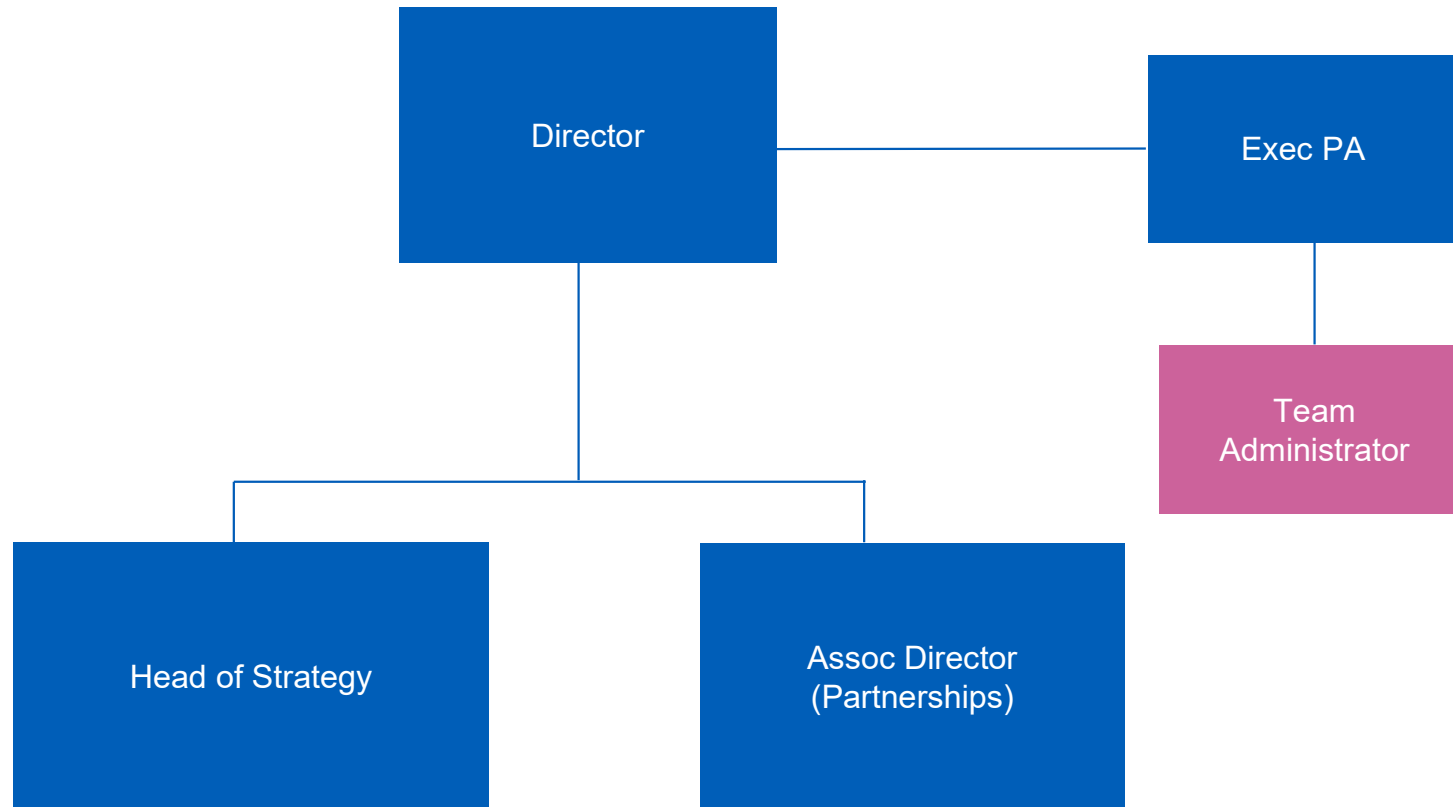 Director
Exec PA
Team
Administrator
Head of Strategy
Assoc Director
(Partnerships)